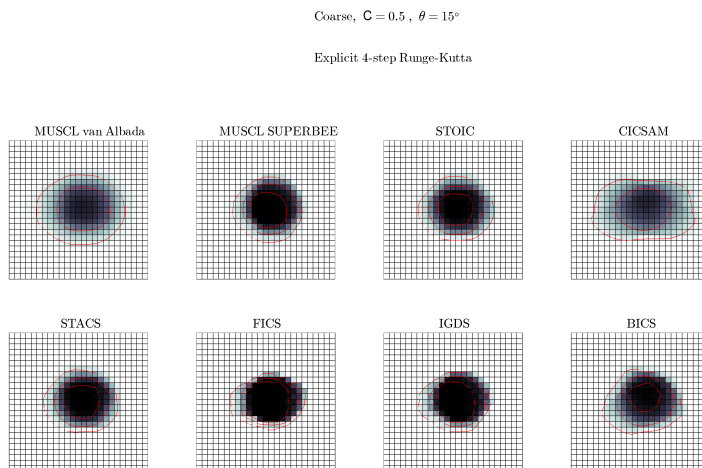 Coarse, C = 0.5 , θ = 15°
Explicit 4-step Runge-Kutta
MUSCL van Albada MUSCL SUPERBEE STOIC CICSAM
STACS FICS IGDS BICS